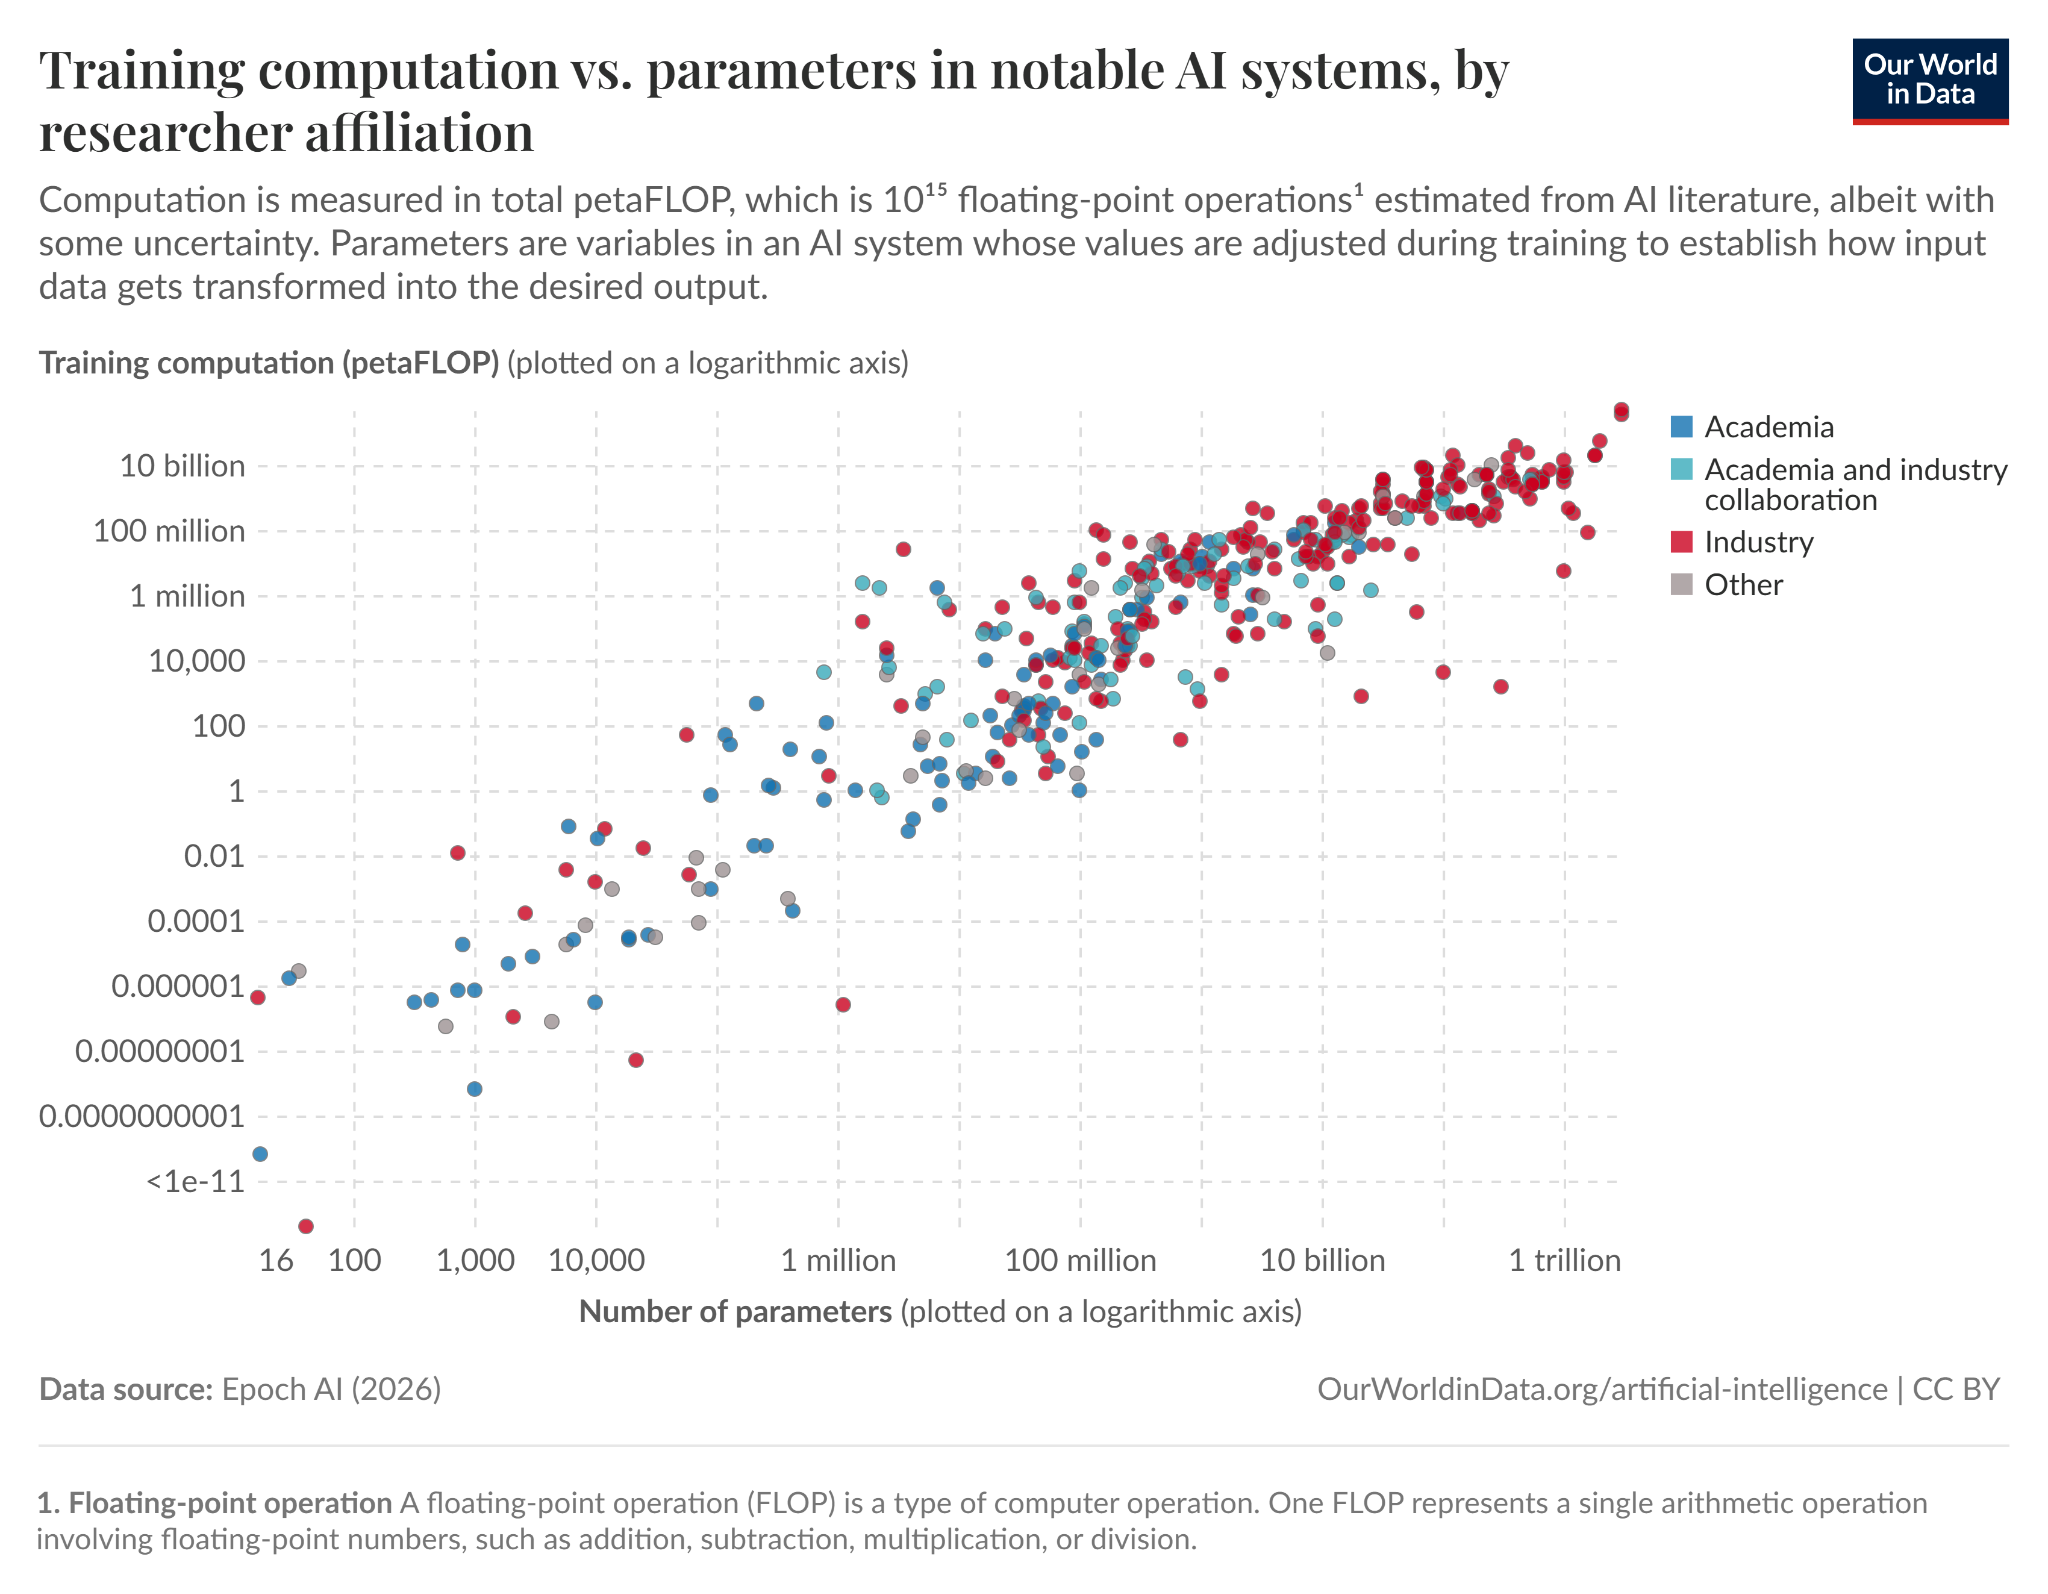 Training computation vs. parameters in notable AI systems, by
researcher affiliation
Our World
in Data
Computation is measured in total petaFLOP, which is 10¹⁵ floating-point operations¹ estimated from AI literature, albeit with
some uncertainty. Parameters are variables in an AI system whose values are adjusted during training to establish how input
data gets transformed into the desired output.
Training computation (petaFLOP) (plotted on a logarithmic axis)
10 billion
100 million
1 million
10,000
100
1
0.01
0.0001
0.000001
0.00000001
0.0000000001
<1e-11
16 100 1,000 10,000 1 million 100 million 10 billion 1 trillion
Number of parameters (plotted on a logarithmic axis)
Academia
Academia and industry
collaboration
Industry
Other
Data source: Epoch AI (2026)
OurWorldinData.org/artificial-intelligence | CC BY
1. Floating-point operation A floating-point operation (FLOP) is a type of computer operation. One FLOP represents a single arithmetic operation
involving floating-point numbers, such as addition, subtraction, multiplication, or division.